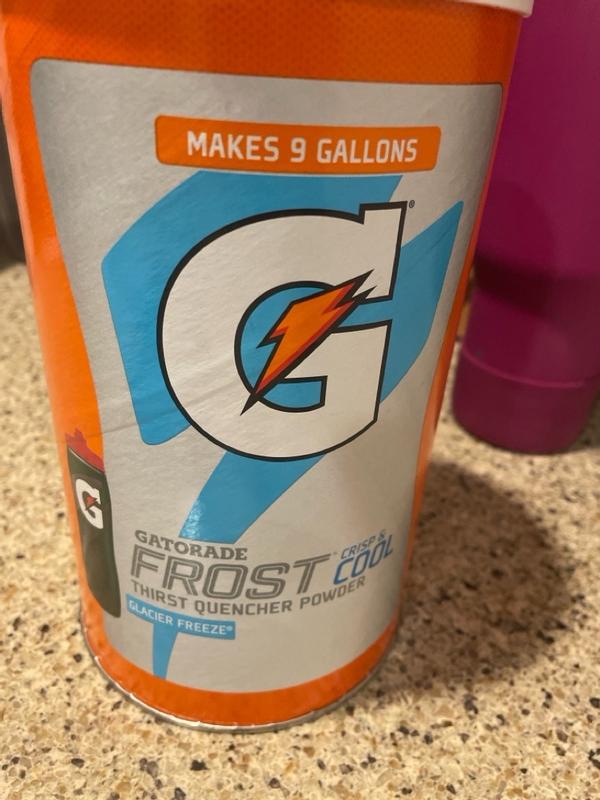 MAKES 9 GALLONS
G®
G
GATORADE
FROST CRISP &
COOL
THIRST QUENCHER POWDER
GLACIER FREEZE®